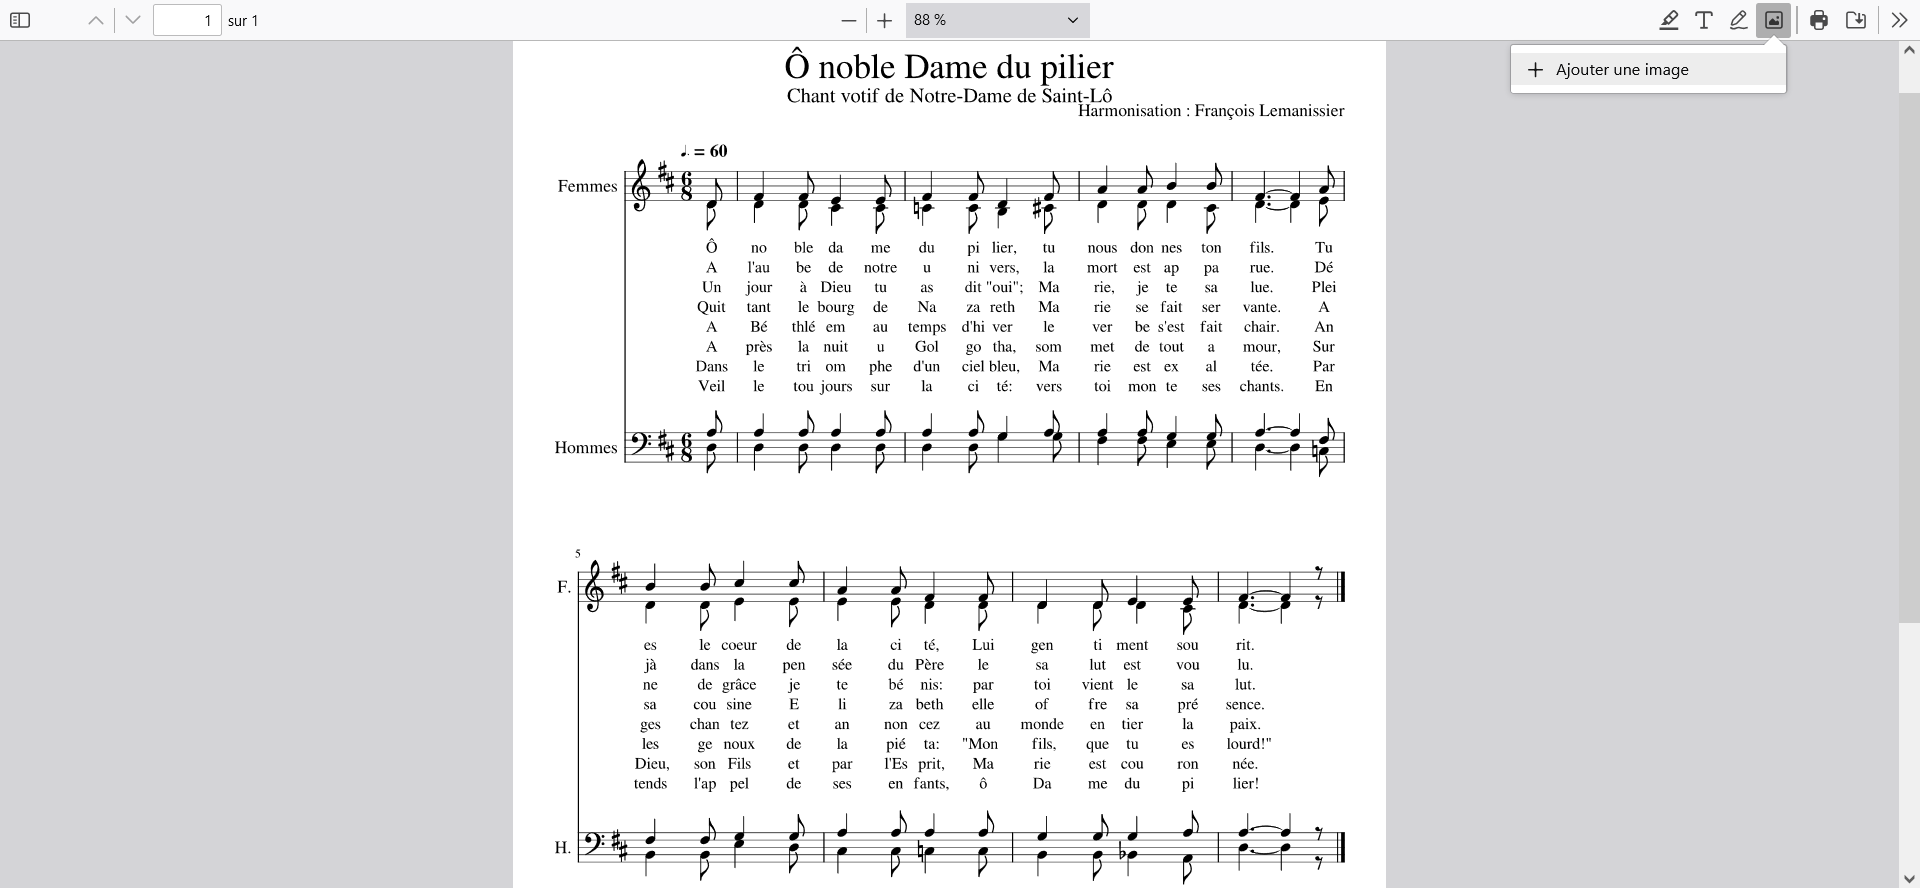 1 sur 1 88 %
Ajouter une image
Ô noble Dame du pilier
Chant votif de Notre-Dame de Saint-Lô
Harmonisation : François Lemanissier
♩. = 60
Femmes
6
8
Ô no ble da me du pi lier, tu nous don nes ton fils. Tu
A l'au be de notre u ni vers, la mort est ap pa rue. Dé
Un jour à Dieu tu as dit "oui"; Ma rie, je te sa lue. Plei
Quit tant le bourg de Na za reth Ma rie se fait ser vante. A
A Bé thlé em au temps d'hi ver le ver be s'est fait chair. An
A près la nuit u Gol go tha, som met de tout a mour, Sur
Dans le tri om phe d'un ciel bleu, Ma rie est ex al tée. Par
Veil le tou jours sur la ci té: vers toi mon te ses chants. En
Hommes
6
8
5
F.
es le coeur de la ci té, Lui gen ti ment sou rit.
jà dans la pen sée du Père le sa lut est vou lu.
ne de grâce je te bé nis: par toi vient le sa lut.
sa cou sine E li za beth elle of fre sa pré sence.
ges chan tez et an non cez au monde en tier la paix.
les ge noux de la pié ta: "Mon fils, que tu es lourd!"
Dieu, son Fils et par l'Es prit, Ma rie est cou ron née.
tends l'ap pel de ses en fants, ô Da me du pi lier!
H.